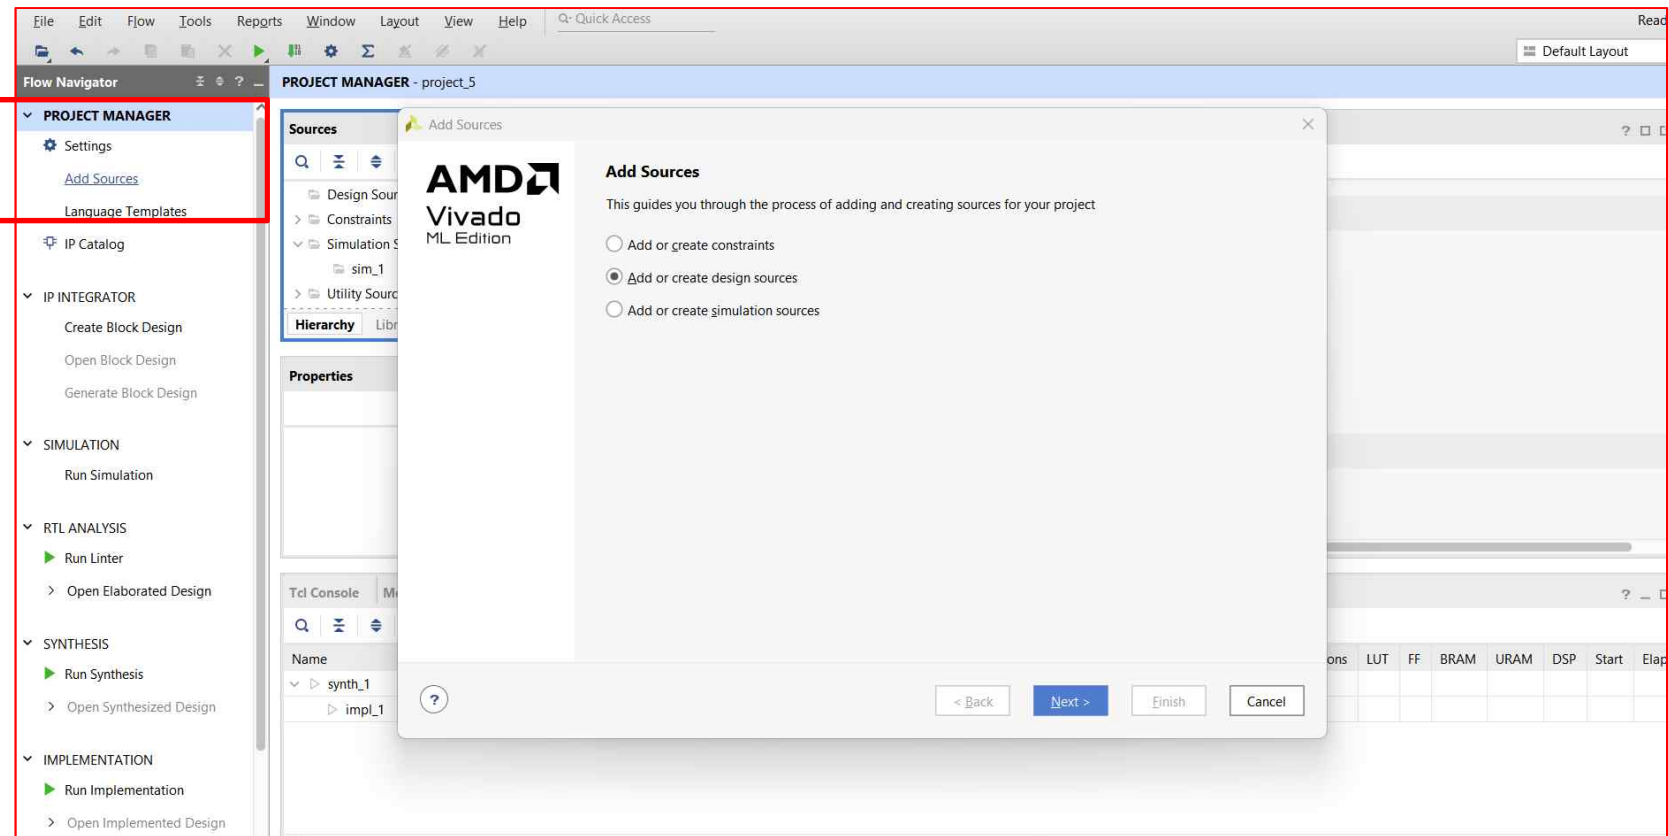 File Edit Flow Tools Reports Window Layout View Help Q- Quick Access Read
Default Layout
Flow Navigator ? _
PROJECT MANAGER - project_5
PROJECT MANAGER
Settings
Add Sources
Language Templates
IP Catalog
IP INTEGRATOR
Create Block Design
Open Block Design
Generate Block Design
SIMULATION
Run Simulation
RTL ANALYSIS
Run Linter
Open Elaborated Design
SYNTHESIS
Run Synthesis
Open Synthesized Design
IMPLEMENTATION
Run Implementation
Open Implemented Design
Sources
Design Sour
Constraints
Simulation S
sim_1
Utility Sourc
Hierarchy Libr
Properties
?
Add Sources
AMD
Vivado
ML Edition
Add Sources
This guides you through the process of adding and creating sources for your project
Add or create constraints
Add or create design sources
Add or create simulation sources
? < Back Next > Finish Cancel
Tcl Console Me
? _
Name ons LUT FF BRAM URAM DSP Start Elap
synth_1
impl_1